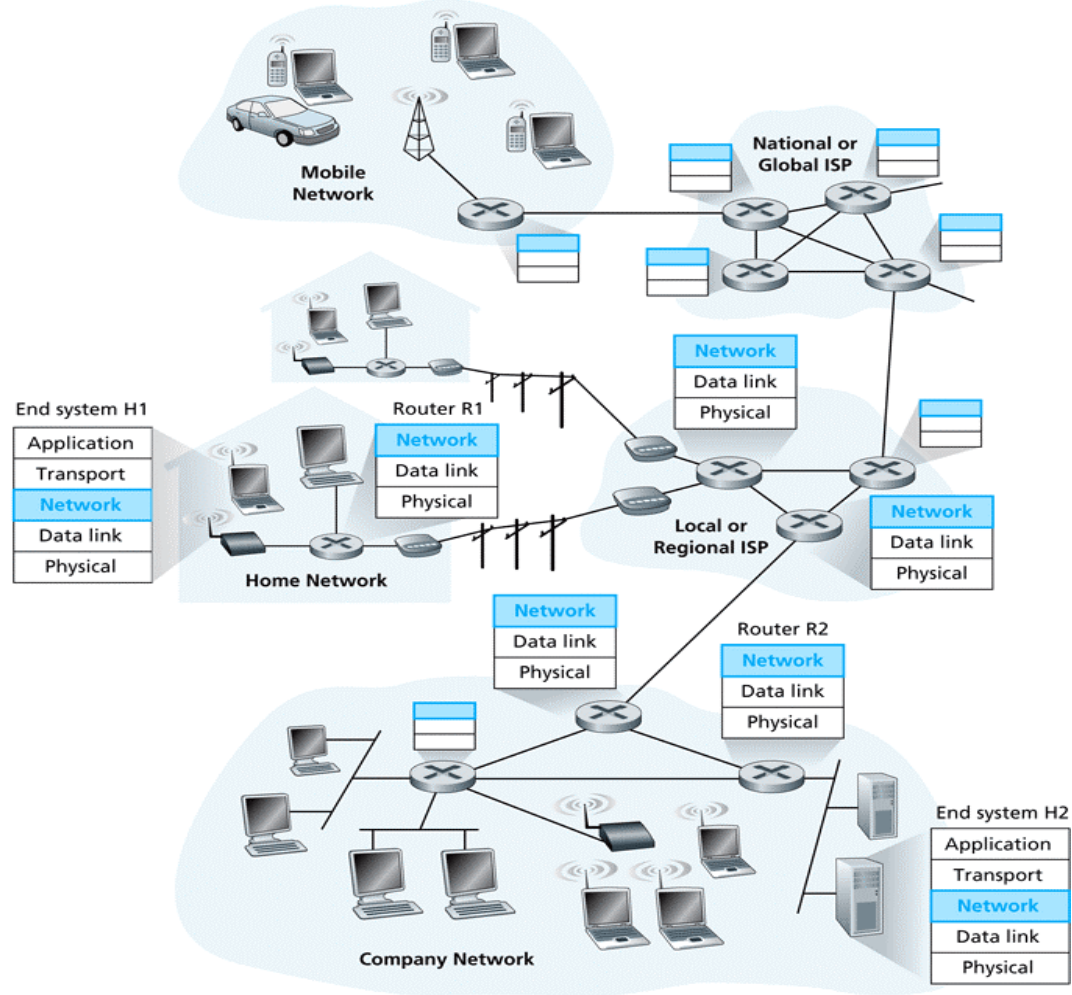 Mobile
Network
National or
Global ISP
Network
Data link
Physical
End system H1
Application
Transport
Network
Data link
Physical
Router R1
Network
Data link
Physical
Home Network
Local or
Regional ISP
Network
Data link
Physical
Network
Data link
Physical
Router R2
Network
Data link
Physical
End system H2
Application
Transport
Network
Data link
Physical
Company Network